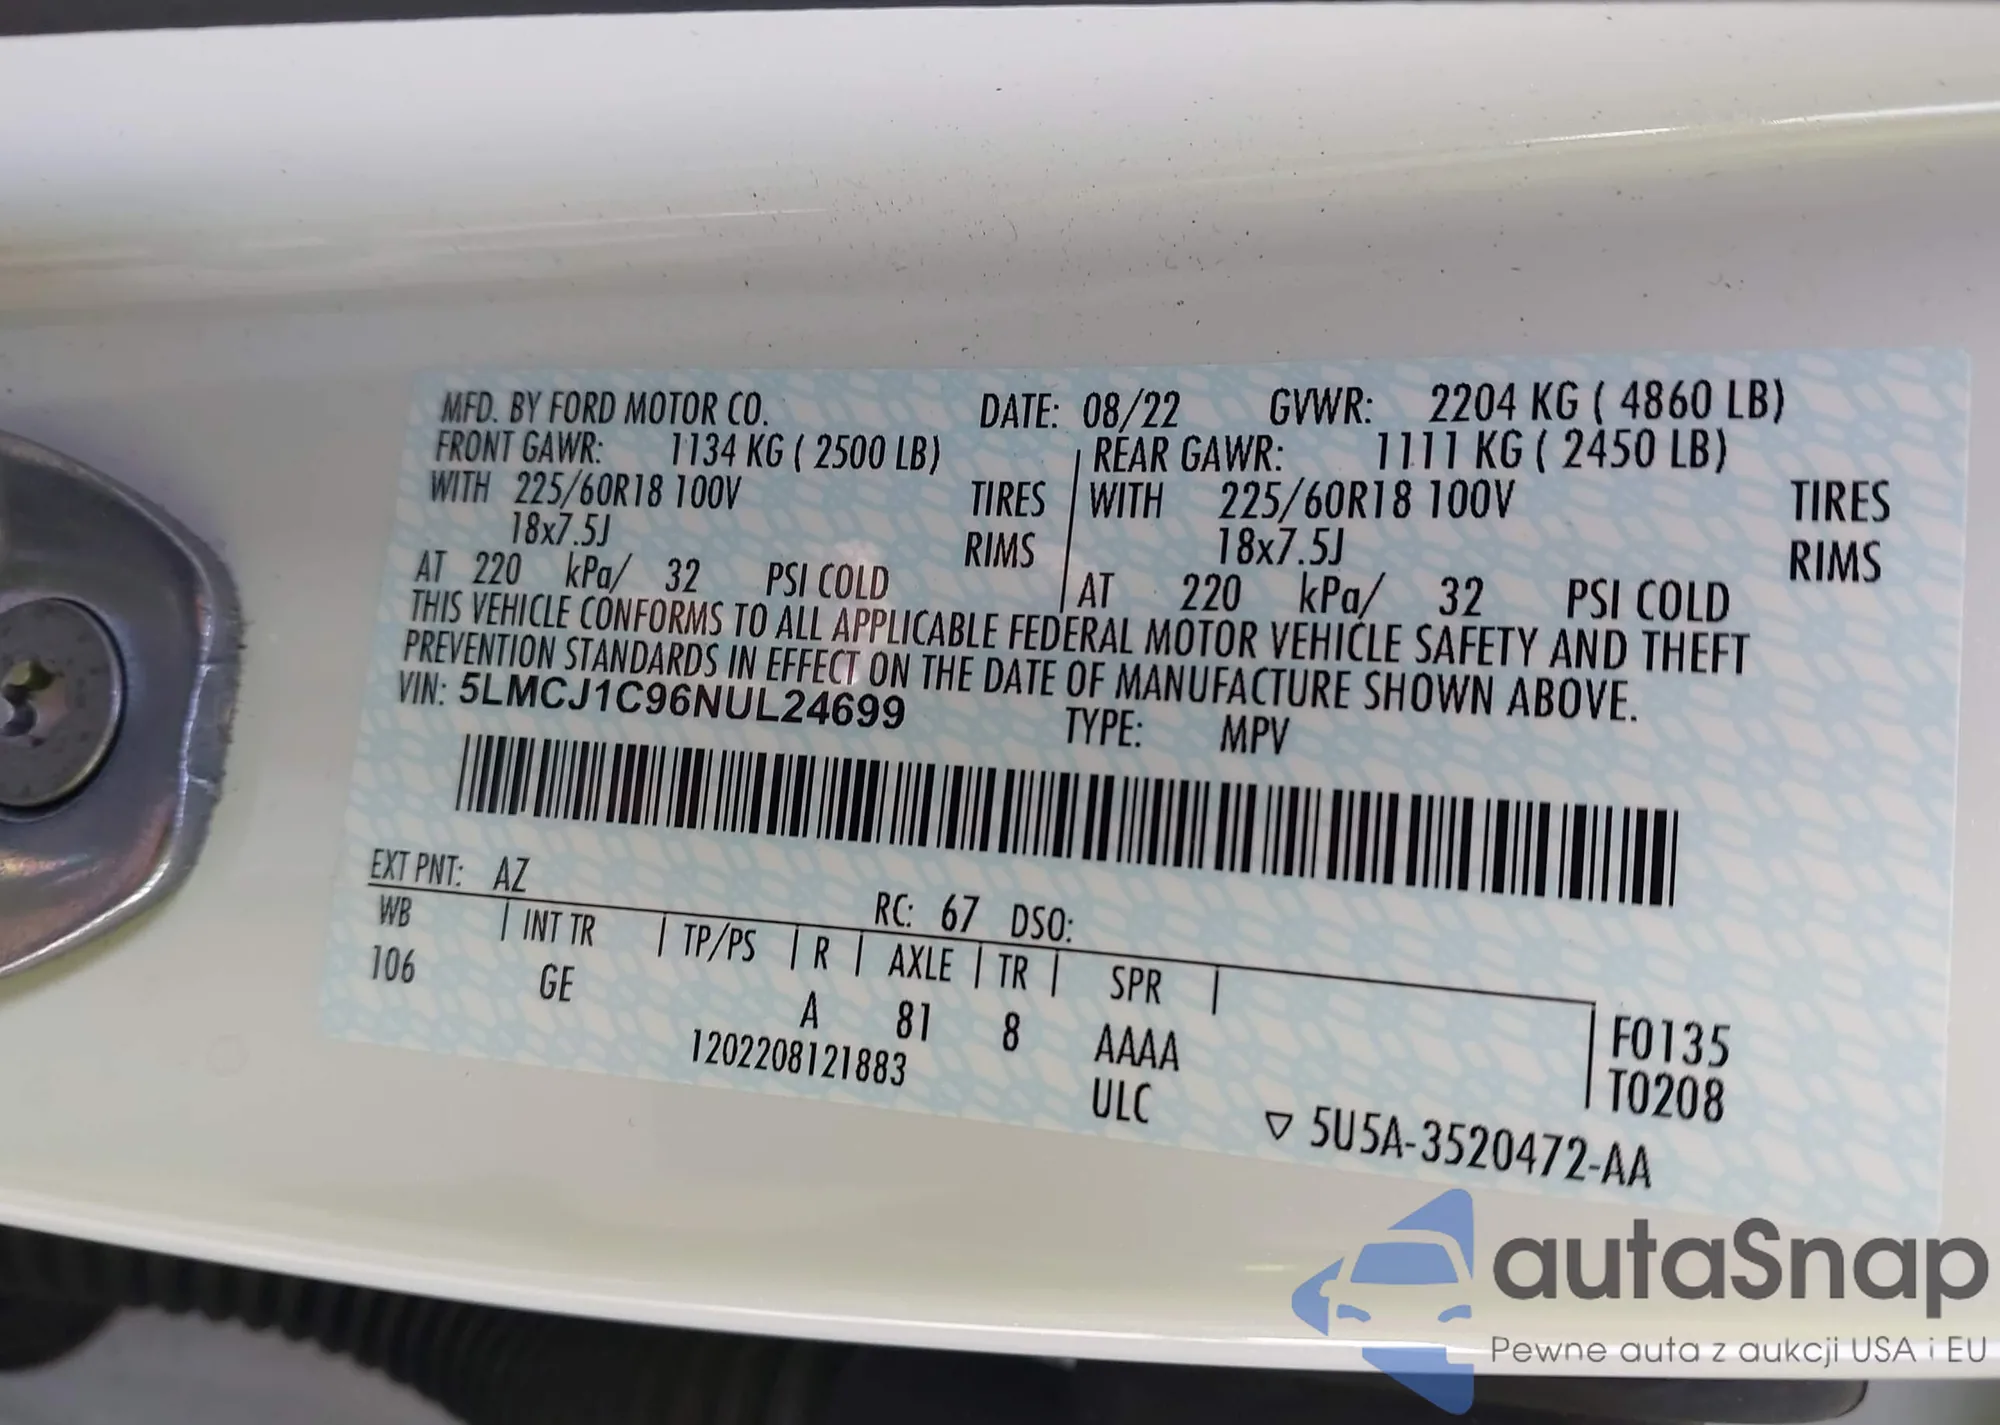 MFD. BY FORD MOTOR CO. DATE: 08/22 GVWR: 2204 KG ( 4860 LB)
FRONT GAWR: 1134 KG ( 2500 LB) REAR GAWR: 1111 KG ( 2450 LB)
WITH 225/60R18 100V TIRES WITH 225/60R18 100V TIRES
18x7.5J RIMS 18x7.5J RIMS
AT 220 kPa/ 32 PSI COLD AT 220 kPa/ 32 PSI COLD
THIS VEHICLE CONFORMS TO ALL APPLICABLE FEDERAL MOTOR VEHICLE SAFETY AND THEFT
PREVENTION STANDARDS IN EFFECT ON THE DATE OF MANUFACTURE SHOWN ABOVE.
VIN: 5LMCJ1C96NUL24699 TYPE: MPV
EXT PNT: AZ RC: 67 DSO:
WB INT TR TP/PS R AXLE TR SPR
106 GE A 81 8 AAAA F0135
1202208121883 ULC T0208
▽ 5U5A-3520472-AA
autaSnap
Pewne auta z aukcji USA i EU